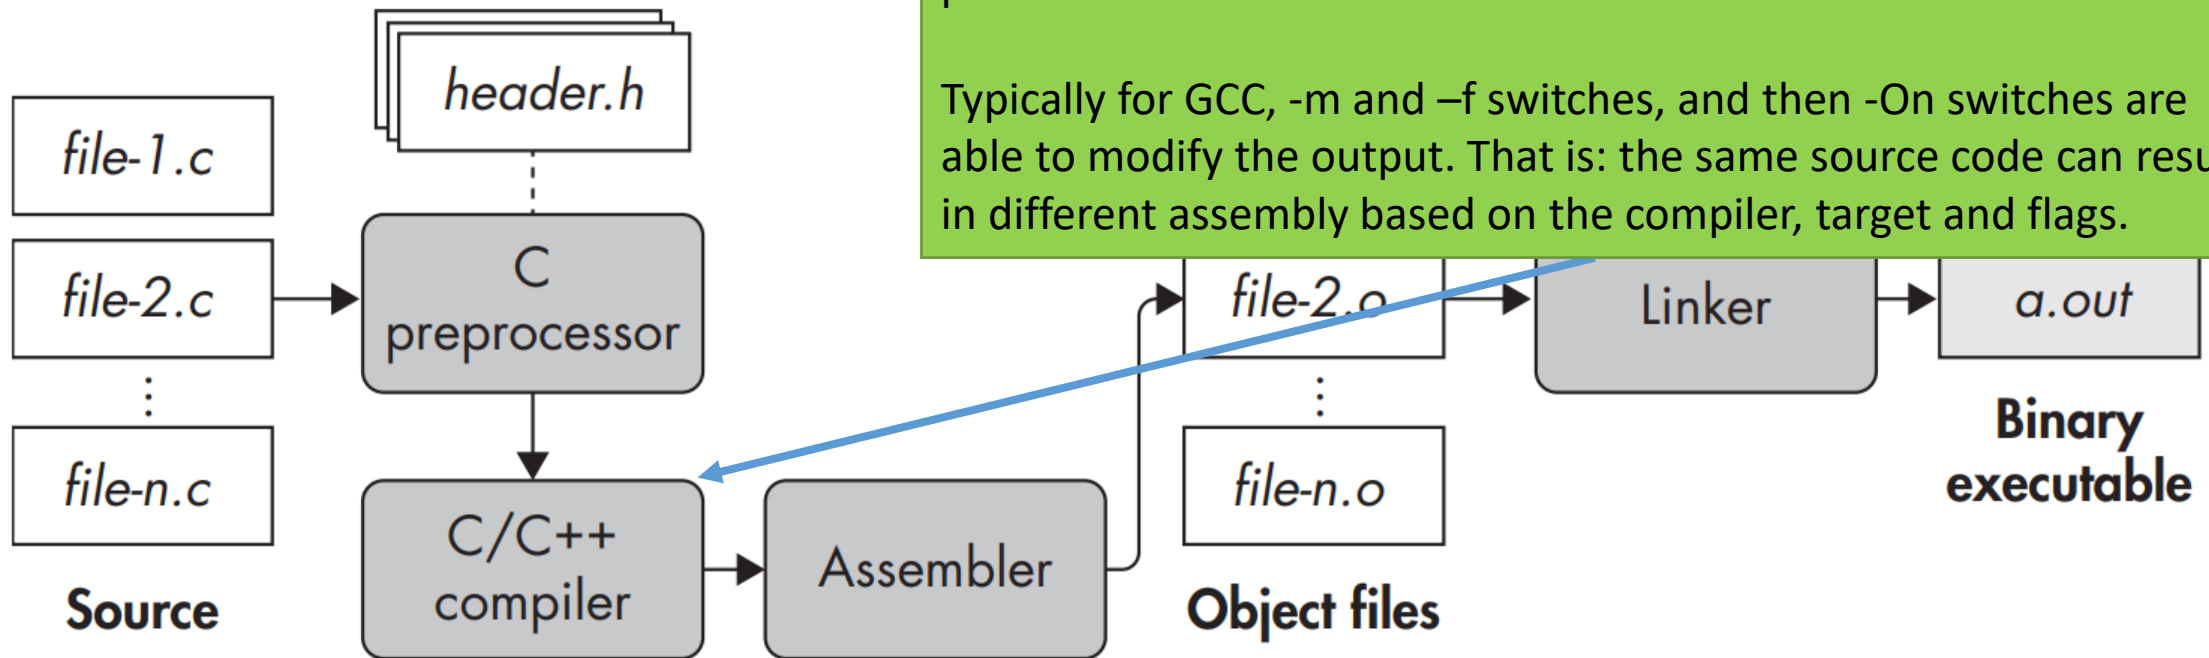 Typically for GCC, -m and –f switches, and then -On switches are
able to modify the output. That is: the same source code can
in different assembly based on the compiler, target and flags.
header.h
file-1.c
file-2.c
⋮
file-n.c
Source
C
preprocessor
C/C++
compiler
Assembler
file-2.o
⋮
file-n.o
Object files
Linker
a.out
Binary
executable